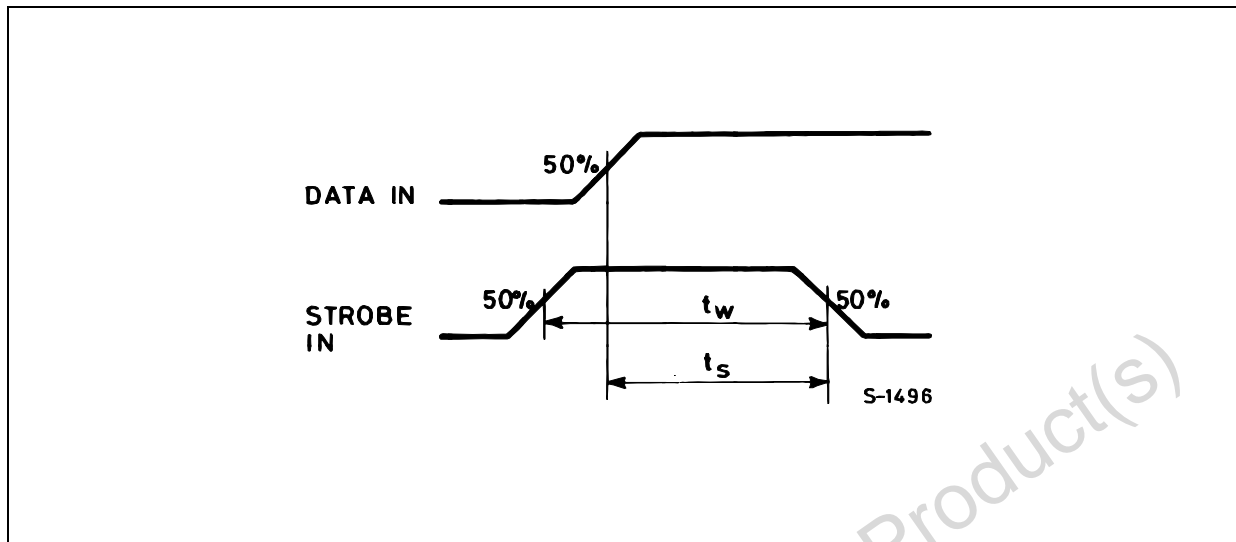 50%
DATA IN
50%
tw
50%
STROBE
IN
ts
S-1496
Product(s)